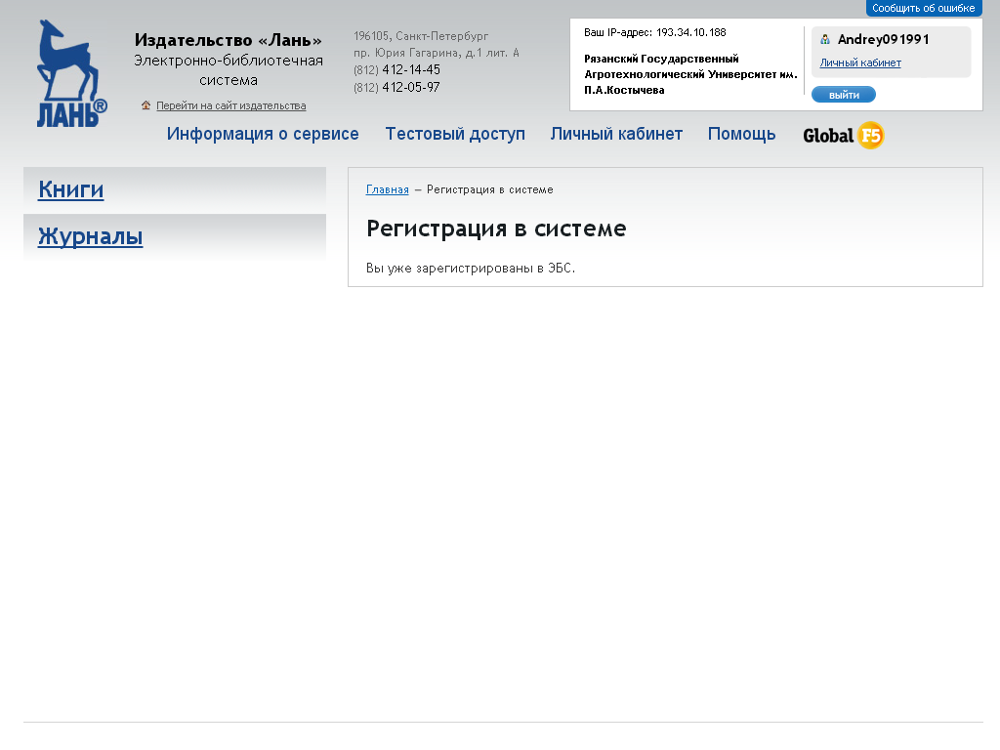 Сообщить об ошибке
ЛАНЬ®
Издательство «Лань»
Электронно-библиотечная
система
Перейти на сайт издательства
196105, Санкт-Петербург
пр. Юрия Гагарина, д.1 лит. А
(812) 412-14-45
(812) 412-05-97
Ваш IP-адрес: 193.34.10.188
Рязанский Государственный
Агротехнологический Университет им.
П.А.Костычева
Andrey091991
Личный кабинет
выйти
Информация о сервисе Тестовый доступ Личный кабинет Помощь Global F5
Книги
Журналы
Главная — Регистрация в системе
Регистрация в системе
Вы уже зарегистрированы в ЭБС.